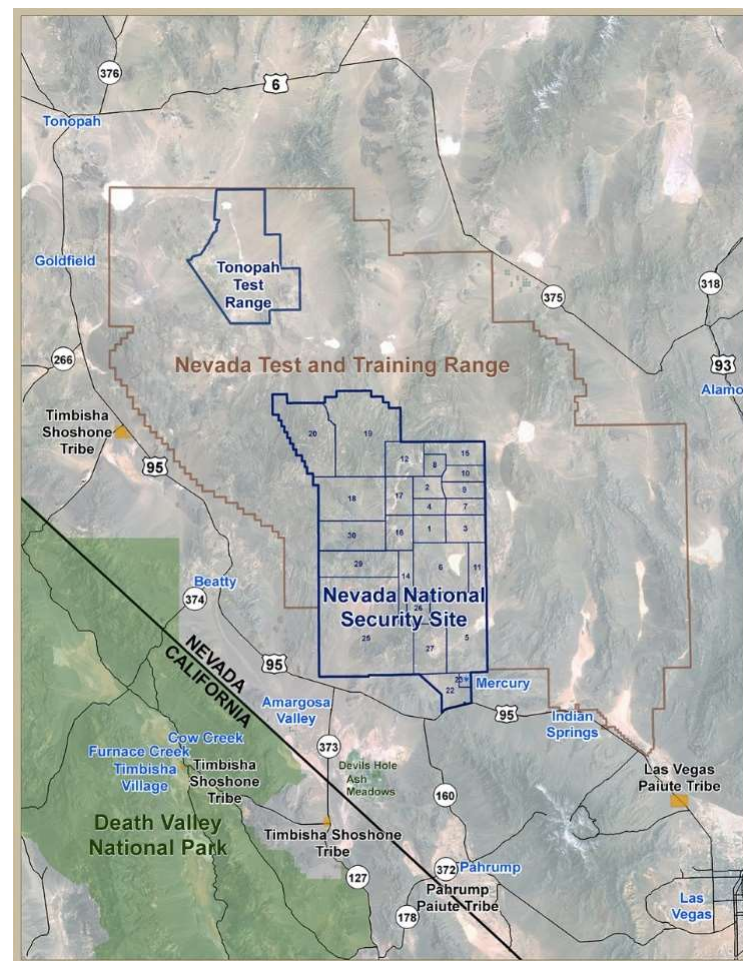 376
6
Tonopah
Goldfield
Tonopah
Test
Range
375
318
266
Nevada Test and Training Range
93
Alamo
Timbisha
Shoshone
Tribe
95
20
19
12
15
8
10
2
9
17
18
4
7
16
1
3
30
29
14
6
11
Nevada National
Security Site
26
25
27
5
Beatty
374
95
NEVADA
CALIFORNIA
23
22
Mercury
Amargosa
Valley
95
Indian
Springs
373
Cow Creek
Furnace Creek
Timbisha
Village
Timbisha
Shoshone
Tribe
Devils Hole
Ash
Meadows
160
Las Vegas
Paiute Tribe
Death Valley
National Park
Timbisha Shoshone
Tribe
127
372
Pahrump
Pahrump
Paiute Tribe
178
Las
Vegas